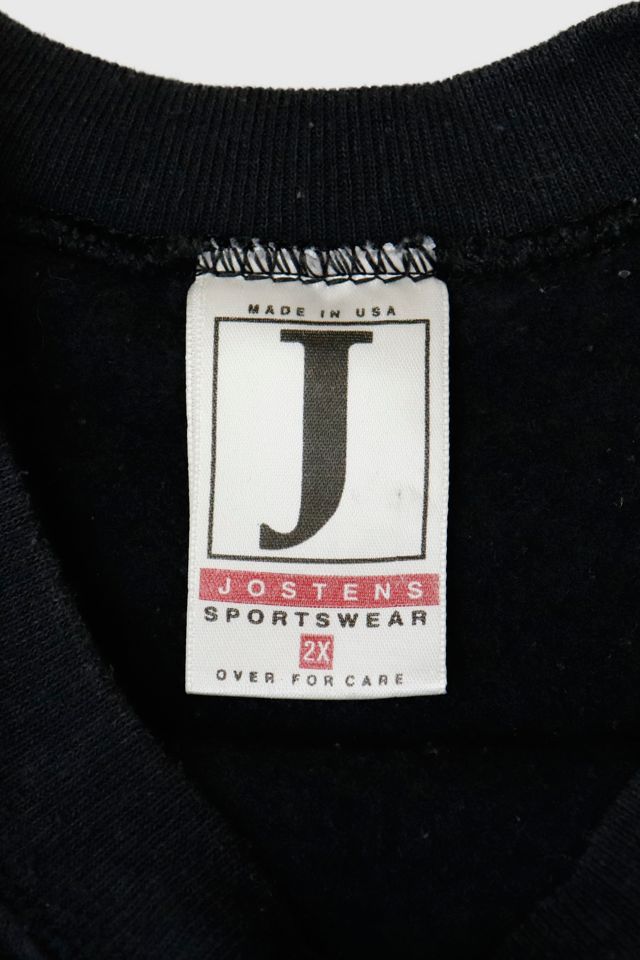 MADE IN USA
J
JOSTENS
SPORTSWEAR
2X
OVER FOR CARE